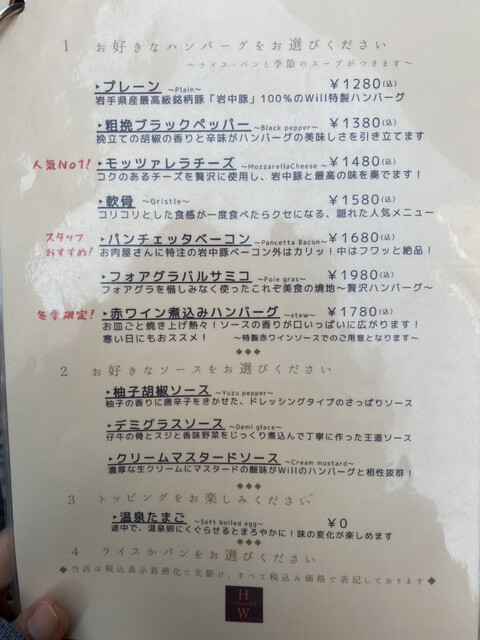 1 お好きなハンバーグをお選びください
～ライス・パンと季節のスープがつきます～
▸プレーン ～Plain～ ￥1280(込)
岩手県産最高級銘柄豚「岩中豚」100%のWill特製ハンバーグ
▸粗挽ブラックペッパー ～Black pepper～ ￥1380(込)
挽立ての胡椒の香りと辛味がハンバーグの美味しさを引き立てます
人気No1!
▸モッツァレラチーズ ～MozzarellaCheese～ ￥1480(込)
コクのあるチーズを贅沢に使用し、岩中豚と最高の味を奏でます!
▸軟骨 ～Gristle～ ￥1580(込)
コリコリとした食感が一度食べたらクセになる、隠れた人気メニュー
スタッフ
おすすめ!
▸パンチェッタベーコン ～Pancetta Bacon～ ￥1680(込)
お肉屋さんに特注の岩中豚ベーコン外はカリッ!中はフワッと絶品!
▸フォアグラバルサミコ ～Foie gras～ ￥1980(込)
フォアグラを惜しみなく使ったこれぞ美食の境地～贅沢ハンバーグ～
冬季限定!
▸赤ワイン煮込みハンバーグ ～stew～ ￥1780(込)
お皿ごと焼き上げ熱々!ソースの香りが口いっぱいに広がります!
寒い日にもおススメ! ～特製赤ワインソースでのご用意となります～
◆◆◆
2 お好きなソースをお選びください
▸柚子胡椒ソース ～Yuzu pepper～
柚子の香りに唐辛子をきかせた、ドレッシングタイプのさっぱりソース
▸デミグラスソース ～Demi glace～
仔牛の骨とスジと香味野菜をじっくり煮込んで丁寧に作った王道ソース
▸クリームマスタードソース ～Cream mustard～
濃厚な生クリームにマスタードの酸味がWillのハンバーグと相性抜群!
◆◆◆
3 トッピングをお楽しみください
▸温泉たまご ～Soft boiled egg～ ￥0
途中で、温泉卵にくぐらせるとまろやかに!味の変化が楽しめます
4 ライスかパンをお選びください
◆当店は税込表示義務化に先駆け、すべて税込み価格で表記しております◆
H
W